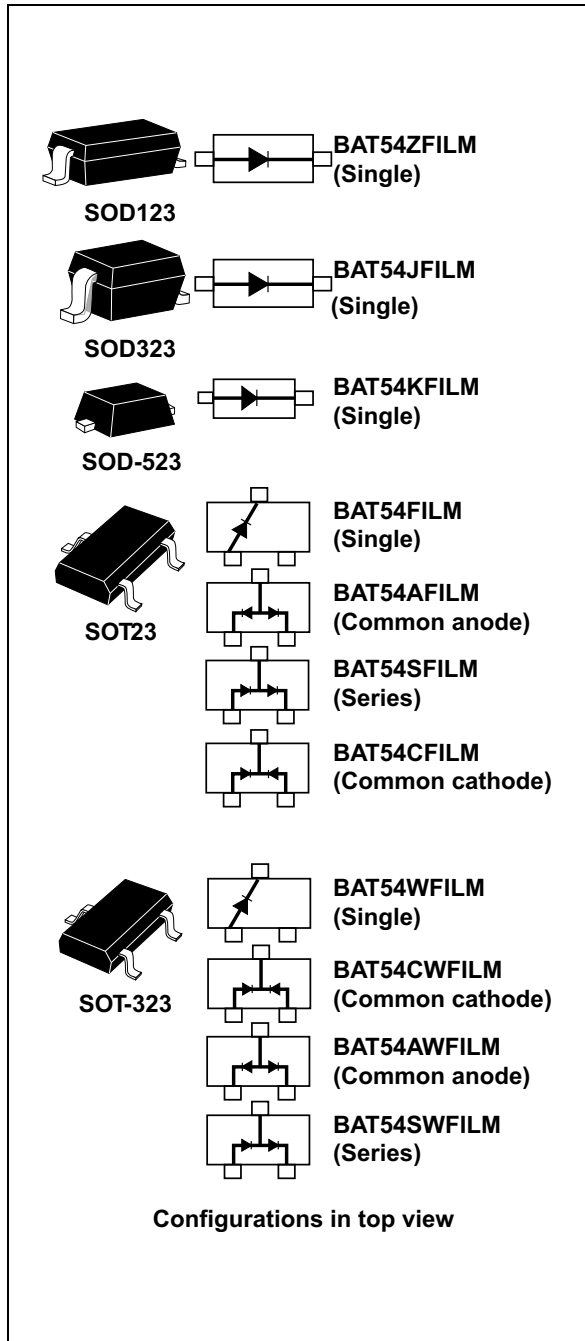 BAT54ZFILM
(Single)
SOD123
BAT54JFILM
(Single)
SOD323
BAT54KFILM
(Single)
SOD-523
BAT54FILM
(Single)
BAT54AFILM
(Common anode)
SOT23
BAT54SFILM
(Series)
BAT54CFILM
(Common cathode)
BAT54WFILM
(Single)
BAT54CWFILM
(Common cathode)
SOT-323
BAT54AWFILM
(Common anode)
BAT54SWFILM
(Series)
Configurations in top view